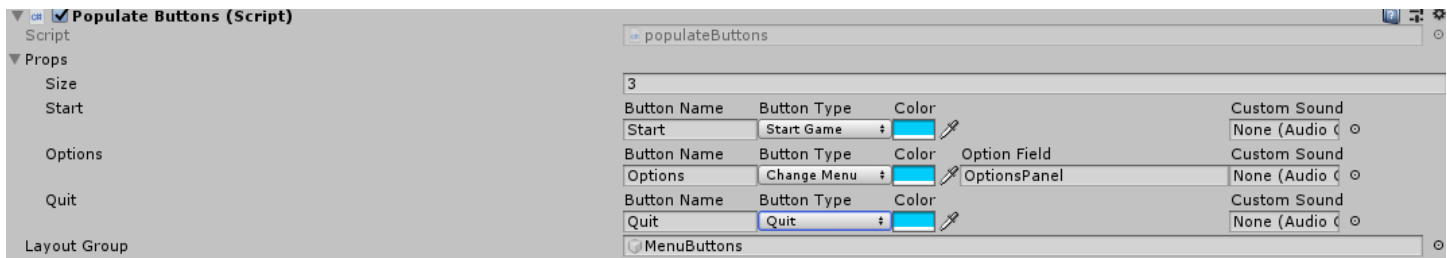 Populate Buttons (Script)
Script populateButtons
Props
Size 3
Start Button Name Button Type Color Custom Sound
Start Start Game None (Audio
Options Button Name Button Type Color Option Field Custom Sound
Options Change Menu OptionsPanel None (Audio
Quit Button Name Button Type Color Custom Sound
Quit Quit None (Audio
Layout Group MenuButtons